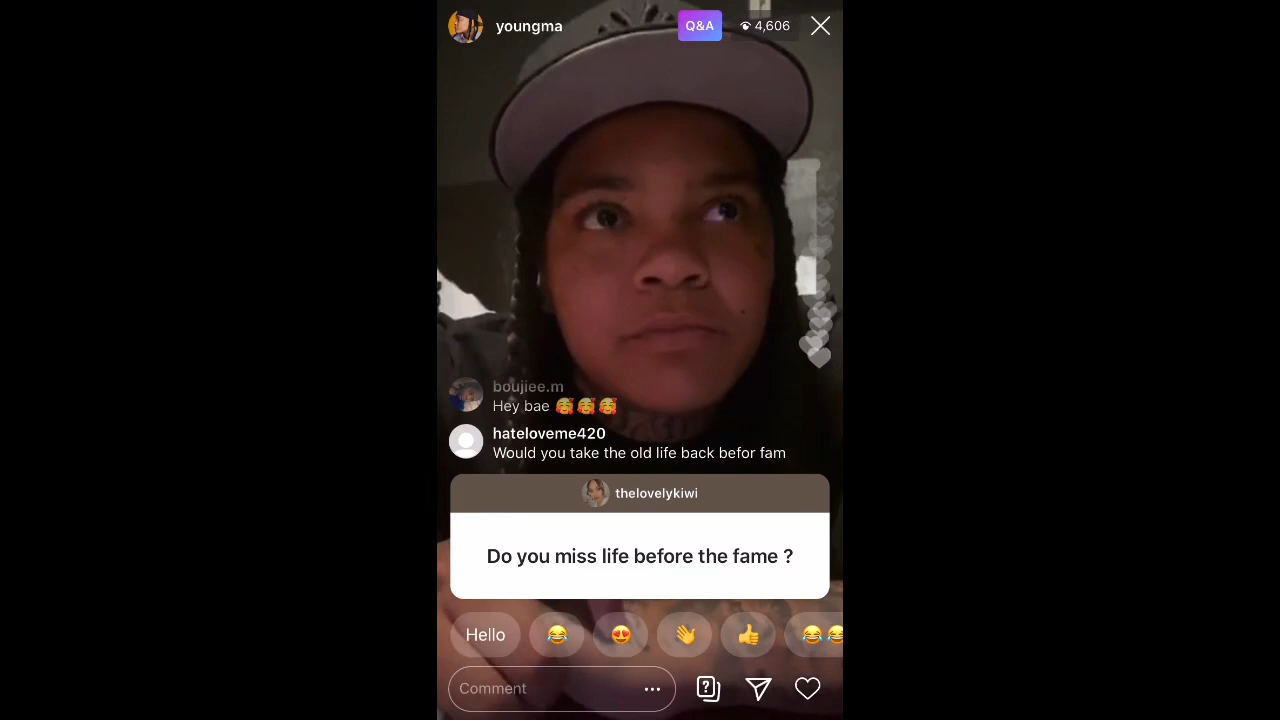 youngma
Q&A
4,606
boujiee.m
Hey bae 🥰🥰🥰
hateloveme420
Would you take the old life back befor fam
thelovelykiwi
Do you miss life before the fame ?
Hello 😂 😍 👋 👍 😂😂
Comment